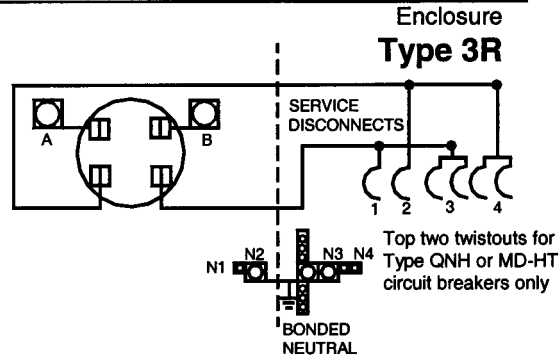 Enclosure
Type 3R
SERVICE
DISCONNECTS
A
B
1 2 3 4
N1 N2 N3 N4
Top two twistouts for
Type QNH or MD-HT
circuit breakers only
BONDED
NEUTRAL